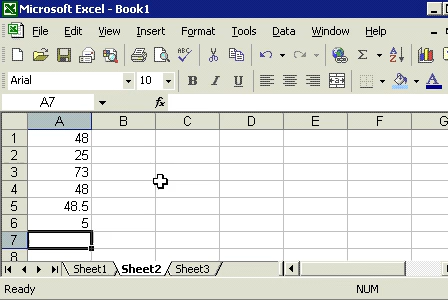 Microsoft Excel - Book1
File Edit View Insert Format Tools Data Window
Arial 10 B I U
A7 fx
A B C D E F G
1 48
2 25
3 73
4 48
5 48.5
6 5
7
8
Sheet1 Sheet2 Sheet3
Ready NUM